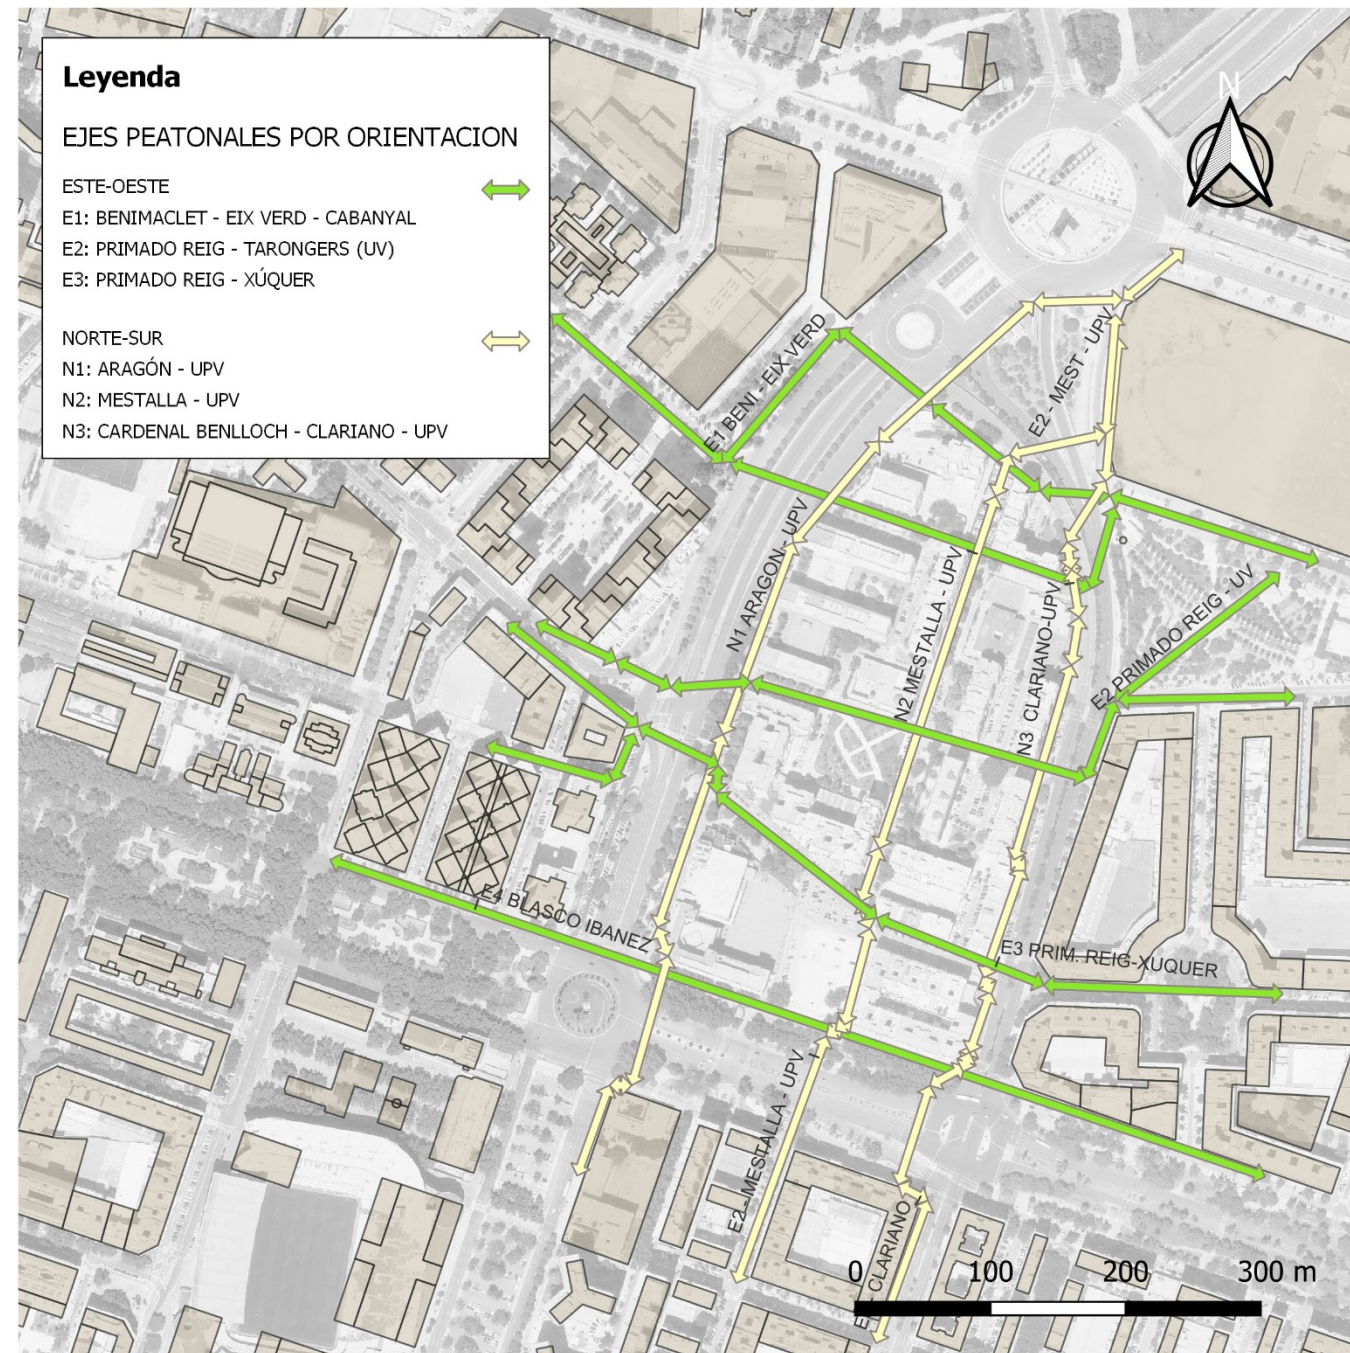 Leyenda
EJES PEATONALES POR ORIENTACION
ESTE-OESTE
E1: BENIMACLET - EIX VERD - CABANYAL
E2: PRIMADO REIG - TARONGERS (UV)
E3: PRIMADO REIG - XÚQUER
NORTE-SUR
N1: ARAGÓN - UPV
N2: MESTALLA - UPV
N3: CARDENAL BENLLOCH - CLARIANO - UPV
N
E1 BENI - EIX VERD
E2 - MEST - UPV
N1 ARAGON - UPV
N2 MESTALLA - UPV
N3 CLARIANO-UPV
E2 PRIMADO REIG - UV
E4 BLASCO IBANEZ
E3 PRIM. REIG-XUQUER
E2 - MESTALLA - UPV
CLARIANO
0 100 200 300 m